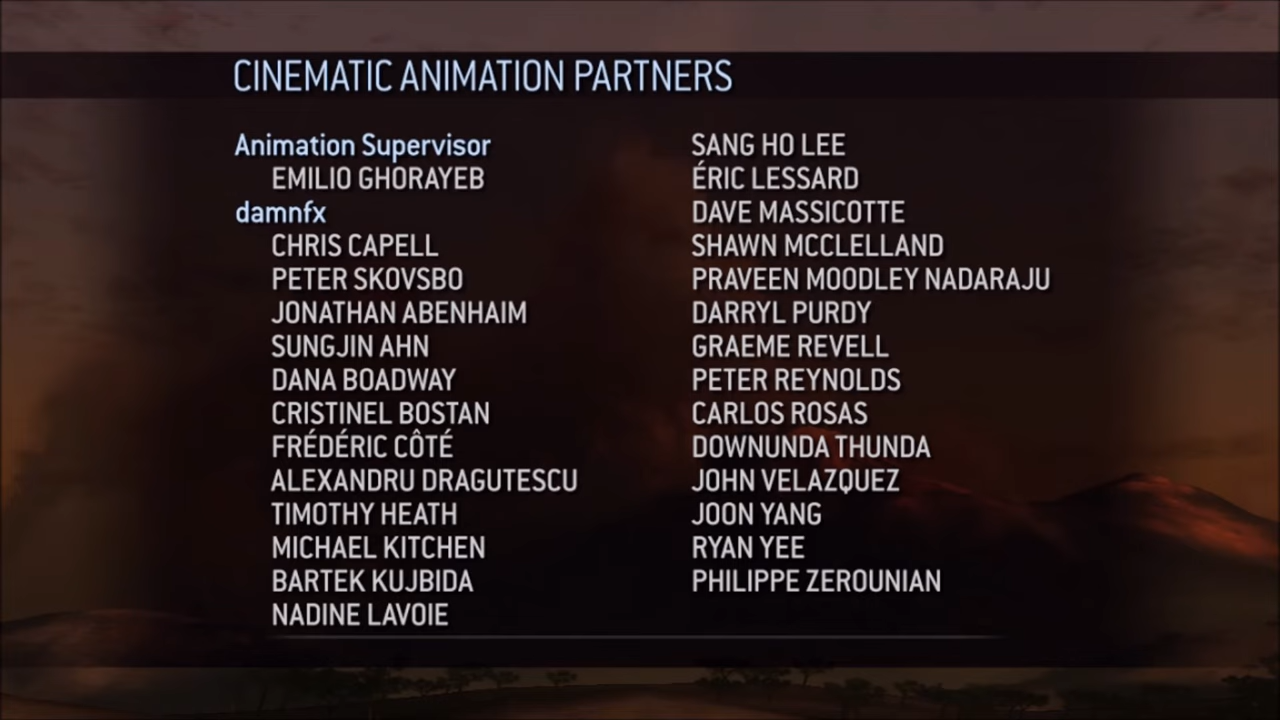 CINEMATIC ANIMATION PARTNERS
Animation Supervisor
EMILIO GHORAYEB
damnfx
CHRIS CAPELL
PETER SKOVSBO
JONATHAN ABENHAIM
SUNGJIN AHN
DANA BOADWAY
CRISTINEL BOSTAN
FRÉDÉRIC CÔTÉ
ALEXANDRU DRAGUTESCU
TIMOTHY HEATH
MICHAEL KITCHEN
BARTEK KUJBIDA
NADINE LAVOIE
SANG HO LEE
ÉRIC LESSARD
DAVE MASSICOTTE
SHAWN MCCLELLAND
PRAVEEN MOODLEY NADARAJU
DARRYL PURDY
GRAEME REVELL
PETER REYNOLDS
CARLOS ROSAS
DOWNUNDA THUNDA
JOHN VELAZQUEZ
JOON YANG
RYAN YEE
PHILIPPE ZEROUNIAN